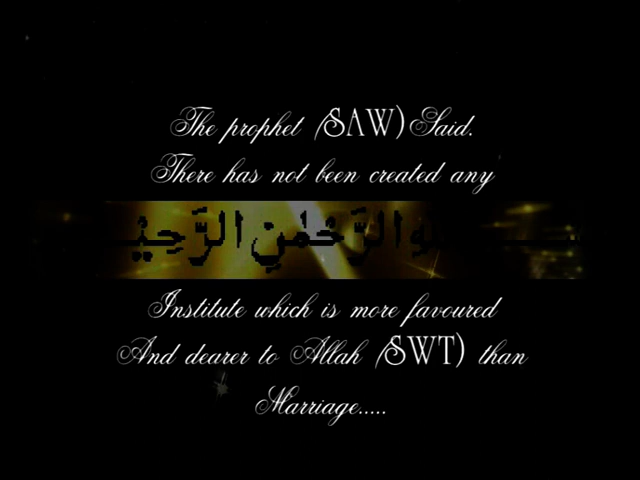 The prophet (SAW) Said.
There has not been created any
الرَّحْمٰنِ الرَّحِيْـ
Institute which is more favoured
And dearer to Allah (SWT) than
Marriage.....